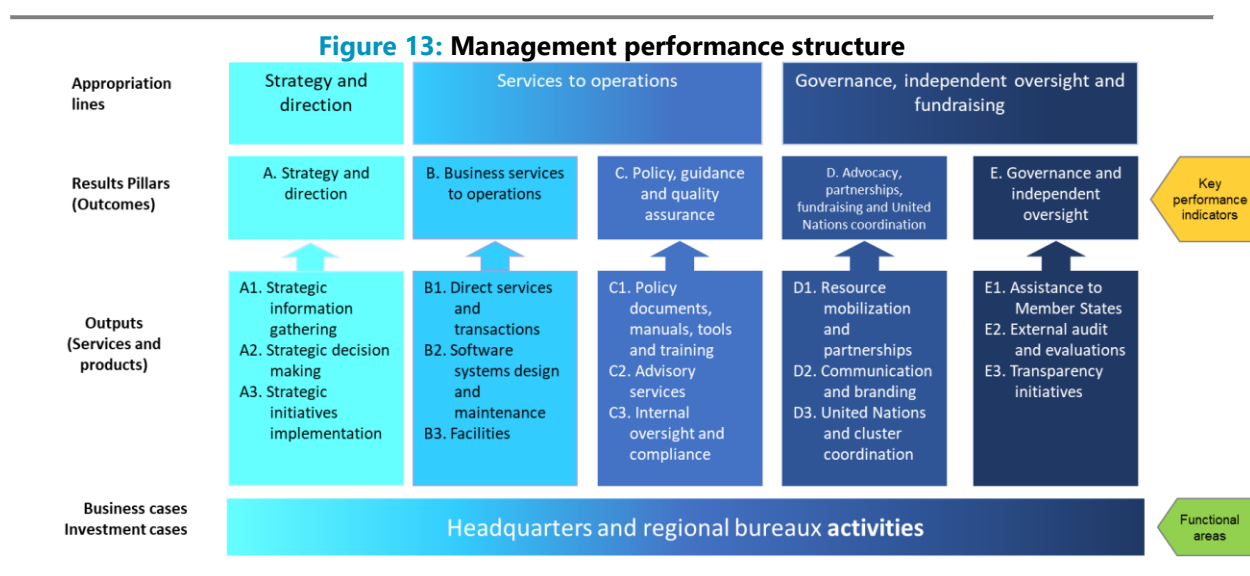 Figure 13: Management performance structure
Appropriation
lines
Strategy and
direction
Services to operations
Governance, independent oversight and
fundraising
Results Pillars
(Outcomes)
A. Strategy and
direction
B. Business services
to operations
C. Policy, guidance
and quality
assurance
D. Advocacy,
partnerships,
fundraising and United
Nations coordination
E. Governance and
independent
oversight
Key
performance
indicators
Outputs
(Services and
products)
A1. Strategic
information
gathering
A2. Strategic decision
making
A3. Strategic
initiatives
implementation
B1. Direct services
and
transactions
B2. Software
systems design
and
maintenance
B3. Facilities
C1. Policy
documents,
manuals, tools
and training
C2. Advisory
services
C3. Internal
oversight and
compliance
D1. Resource
mobilization
and
partnerships
D2. Communication
and branding
D3. United Nations
and cluster
coordination
E1. Assistance to
Member States
E2. External audit
and evaluations
E3. Transparency
initiatives
Business cases
Investment cases
Headquarters and regional bureaux activities
Functional
areas